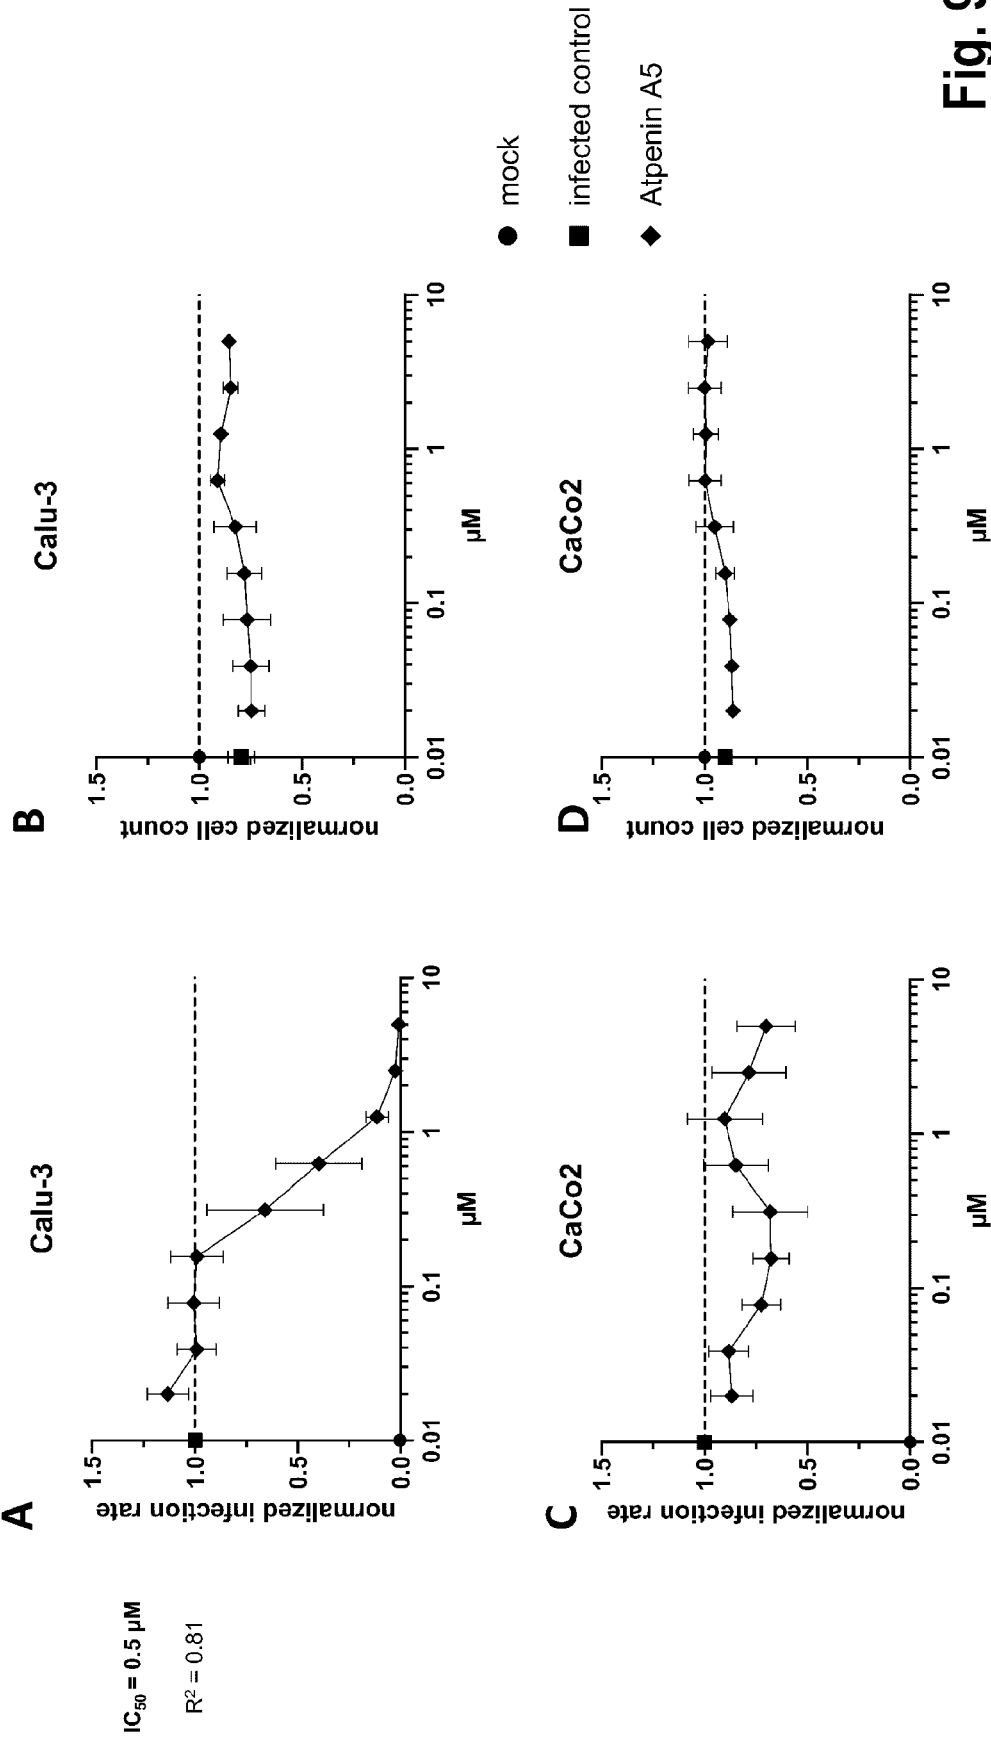 IC50 = 0.5 µM
R² = 0.81
A
Calu-3
normalized infection rate
1.5
1.0
0.5
0.0
0.01
0.1
1
10
µM
B
Calu-3
normalized cell count
1.5
1.0
0.5
0.0
0.01
0.1
1
10
µM
C
CaCo2
normalized infection rate
1.5
1.0
0.5
0.0
0.01
0.1
1
10
µM
D
CaCo2
normalized cell count
1.5
1.0
0.5
0.0
0.01
0.1
1
10
µM
mock
infected control
Atpenin A5
Fig.